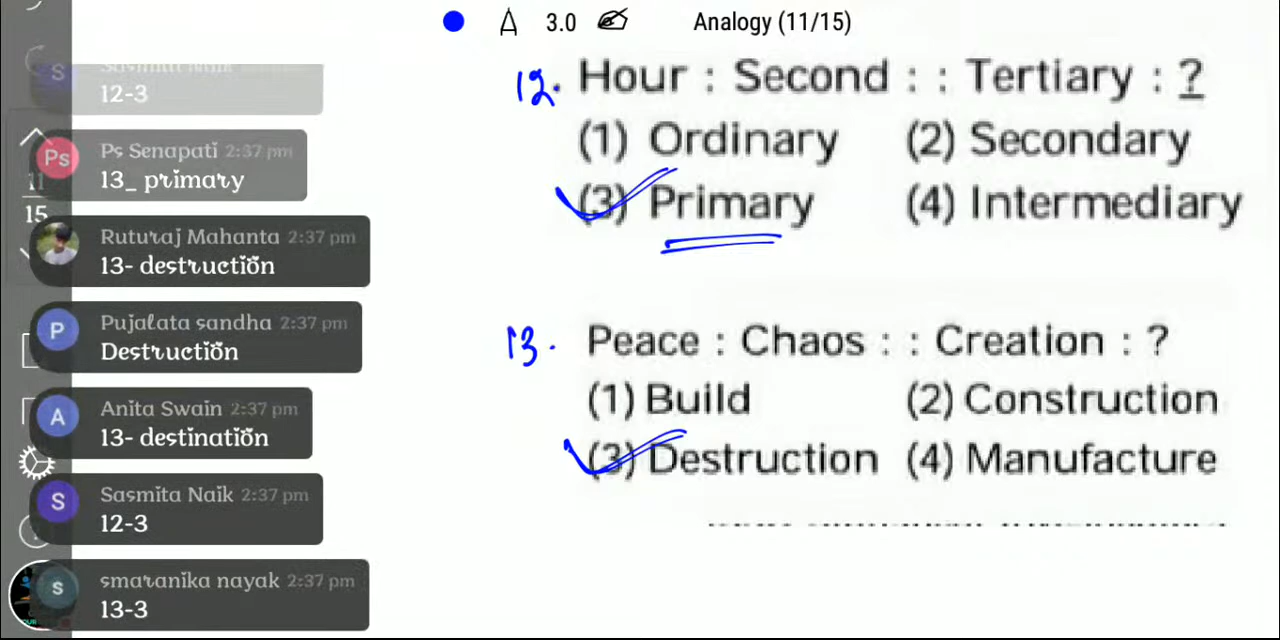 3.0 Analogy (11/15)
Sasmita Naik
12-3
Ps Ps Senapati 2:37 pm
13_ primary
11
15
Ruturaj Mahanta 2:37 pm
13- destruction
P Pujalata sandha 2:37 pm
Destruction
A Anita Swain 2:37 pm
13- destination
S Sasmita Naik 2:37 pm
12-3
s smaranika nayak 2:37 pm
13-3
12. Hour : Second : : Tertiary : ?
(1) Ordinary (2) Secondary
(3) Primary (4) Intermediary
13. Peace : Chaos : : Creation : ?
(1) Build (2) Construction
(3) Destruction (4) Manufacture